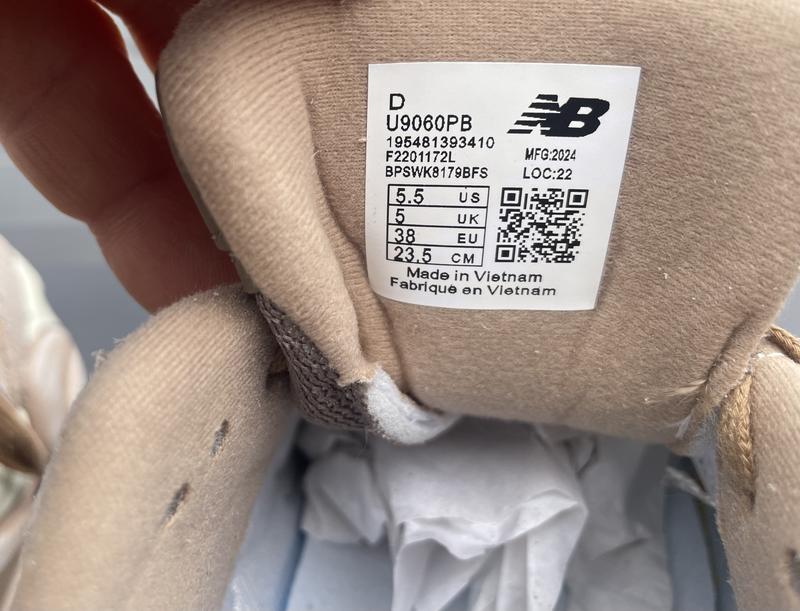 D
U9060PB
195481393410
F2201172L
BPSWK8179BFS
NB
MFG:2024
LOC:22
5.5 US
5 UK
38 EU
23.5 CM
Made in Vietnam
Fabriqué en Vietnam